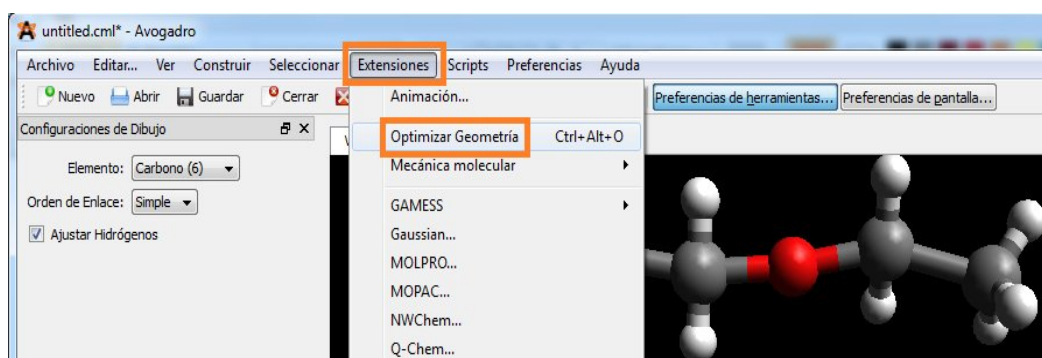 untitled.cml* - Avogadro
Archivo Editar... Ver Construir Seleccionar Extensiones Scripts Preferencias Ayuda
Nuevo Abrir Guardar Cerrar Animación... Preferencias de herramientas... Preferencias de pantalla...
Configuraciones de Dibujo
Optimizar Geometría Ctrl+Alt+O
Elemento: Carbono (6) Mecánica molecular
Orden de Enlace: Simple GAMESS
Ajustar Hidrógenos Gaussian...
MOLPRO...
MOPAC...
NWChem...
Q-Chem...